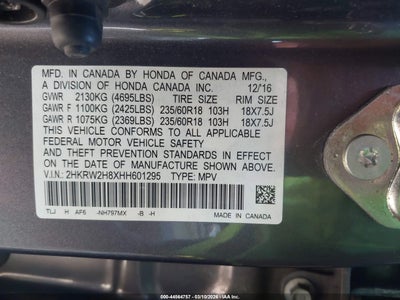 MFD. IN CANADA BY HONDA OF CANADA MFG.,
A DIVISION OF HONDA CANADA INC. 12/16
GVWR 2130KG (4695LBS) TIRE SIZE RIM SIZE
GAWR F 1100KG (2425LBS) 235/60R18 103H 18X7.5J
GAWR R 1075KG (2369LBS) 235/60R18 103H 18X7.5J
THIS VEHICLE CONFORMS TO ALL APPLICABLE
FEDERAL MOTOR VEHICLE SAFETY
AND THEFT PREVENTION STANDARDS IN EFFECT
ON THE DATE OF MANUFACTURE SHOWN ABOVE.
V.I.N.: 2HKRW2H8XHH601295 TYPE: MPV
TLJ H AF6 -NH797MX -B -H
MADE IN CANADA
000-44564757 - 03/10/2026 - IAAI.COM